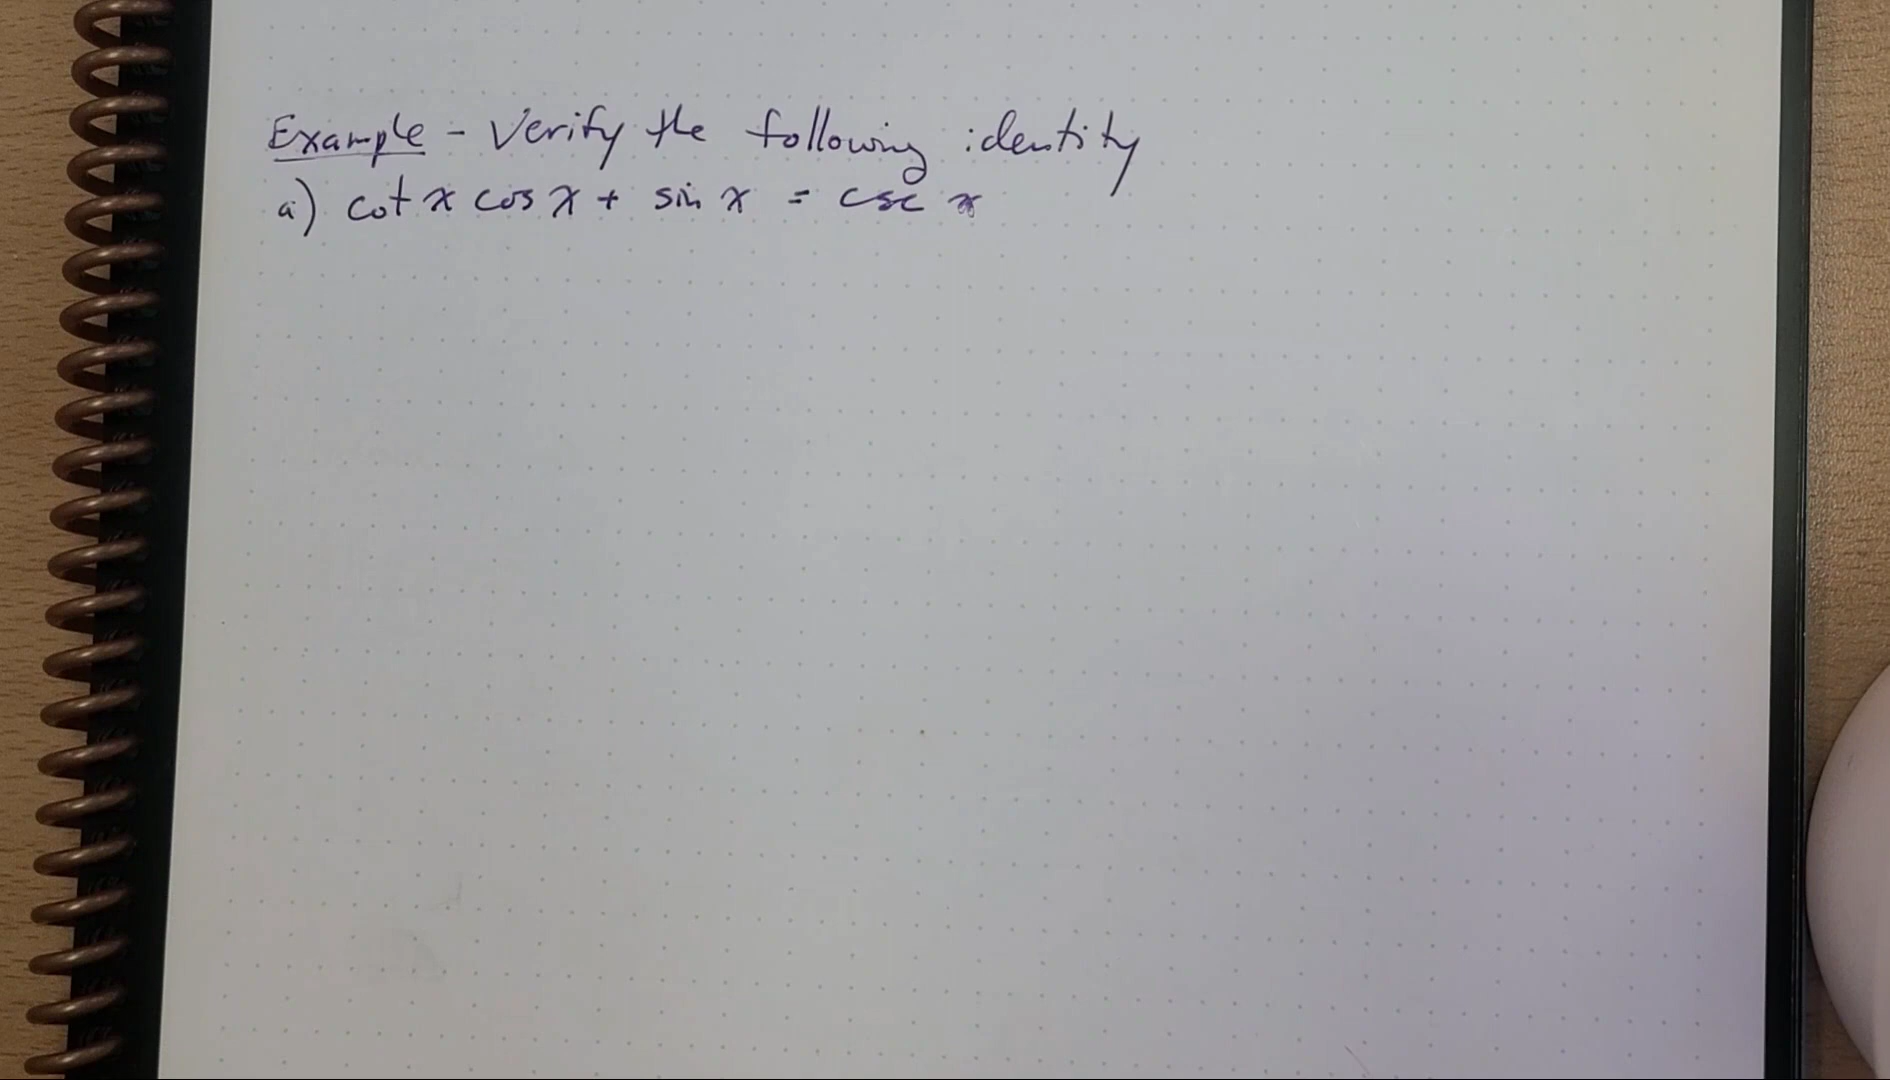 Example - Verify the following identity
a) cot x cos x + sin x = csc x